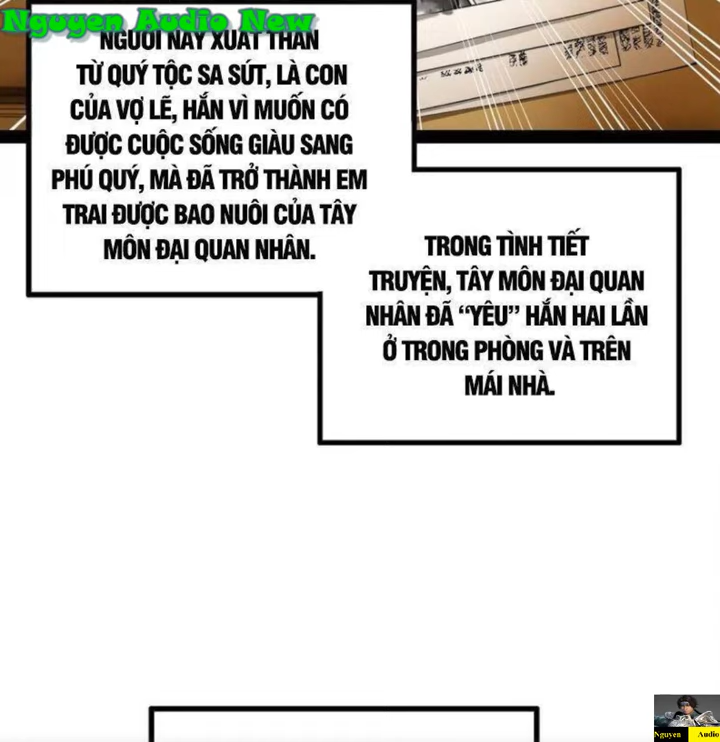 Nguyen Audio New
NGƯỜI NÀY XUẤT THÂN
TỪ QUÝ TỘC SA SÚT, LÀ CON
CỦA VỢ LẼ, HẮN VÌ MUỐN CÓ
ĐƯỢC CUỘC SỐNG GIÀU SANG
PHÚ QUÝ, MÀ ĐÃ TRỞ THÀNH EM
TRAI ĐƯỢC BAO NUÔI CỦA TÂY
MÔN ĐẠI QUAN NHÂN.
TRONG TÌNH TIẾT
TRUYỆN, TÂY MÔN ĐẠI QUAN
NHÂN ĐÃ “YÊU” HẮN HAI LẦN
Ở TRONG PHÒNG VÀ TRÊN
MÁI NHÀ.
Nguyen Audio